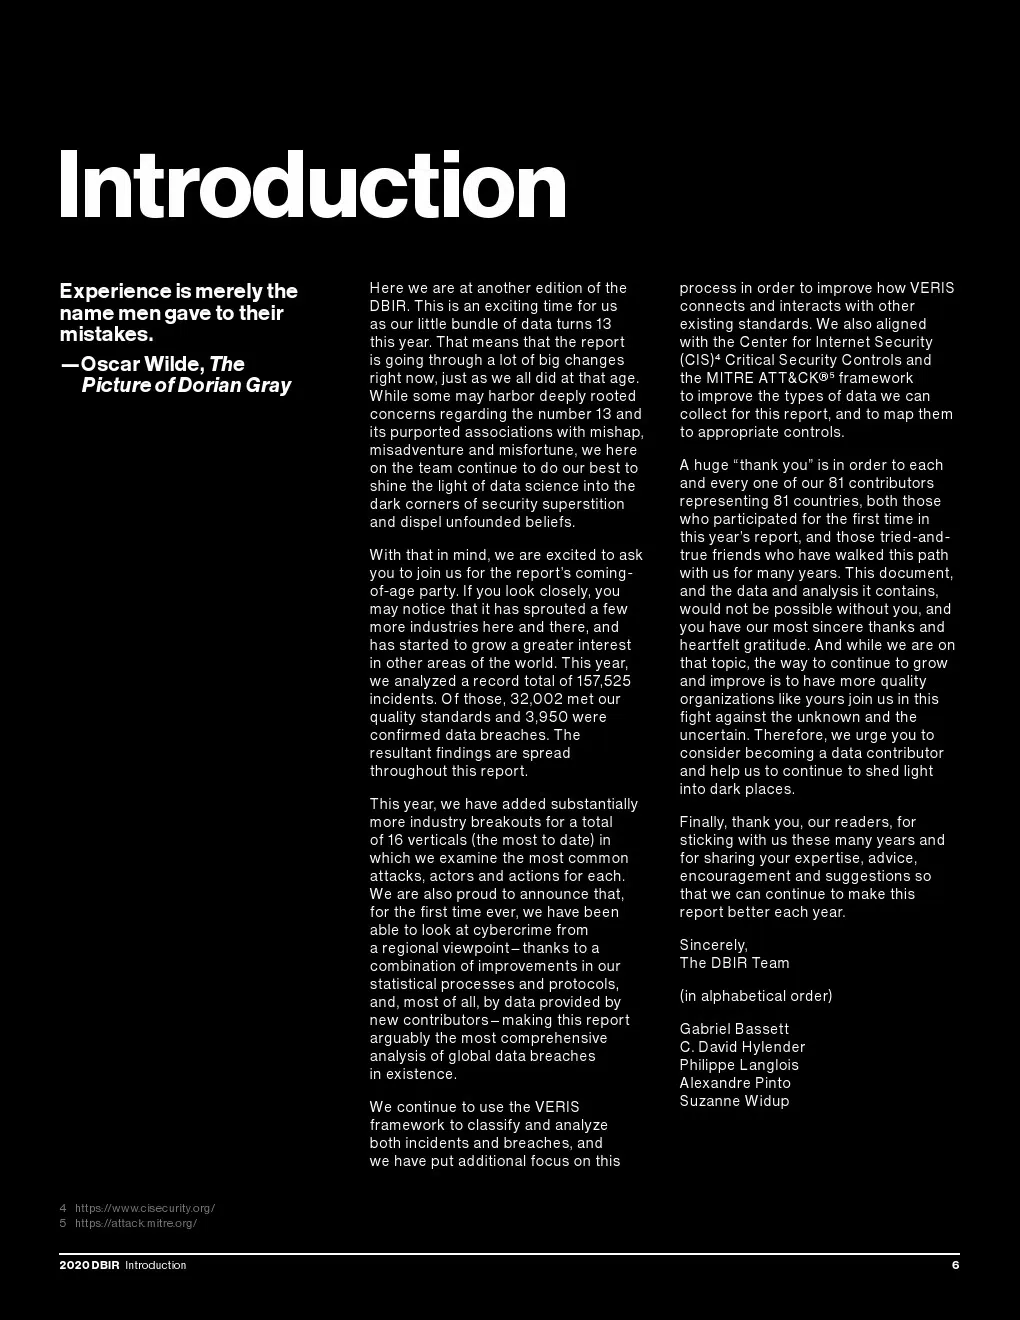 Introduction
Experience is merely the
name men gave to their
mistakes.
—Oscar Wilde, The
Picture of Dorian Gray
Here we are at another edition of the
DBIR. This is an exciting time for us
as our little bundle of data turns 13
this year. That means that the report
is going through a lot of big changes
right now, just as we all did at that age.
While some may harbor deeply rooted
concerns regarding the number 13 and
its purported associations with mishap,
misadventure and misfortune, we here
on the team continue to do our best to
shine the light of data science into the
dark corners of security superstition
and dispel unfounded beliefs.
With that in mind, we are excited to ask
you to join us for the report’s coming-
of-age party. If you look closely, you
may notice that it has sprouted a few
more industries here and there, and
has started to grow a greater interest
in other areas of the world. This year,
we analyzed a record total of 157,525
incidents. Of those, 32,002 met our
quality standards and 3,950 were
confirmed data breaches. The
resultant findings are spread
throughout this report.
This year, we have added substantially
more industry breakouts for a total
of 16 verticals (the most to date) in
which we examine the most common
attacks, actors and actions for each.
We are also proud to announce that,
for the first time ever, we have been
able to look at cybercrime from
a regional viewpoint—thanks to a
combination of improvements in our
statistical processes and protocols,
and, most of all, by data provided by
new contributors—making this report
arguably the most comprehensive
analysis of global data breaches
in existence.
We continue to use the VERIS
framework to classify and analyze
both incidents and breaches, and
we have put additional focus on this
process in order to improve how VERIS
connects and interacts with other
existing standards. We also aligned
with the Center for Internet Security
(CIS)⁴ Critical Security Controls and
the MITRE ATT&CK®⁵ framework
to improve the types of data we can
collect for this report, and to map them
to appropriate controls.
A huge “thank you” is in order to each
and every one of our 81 contributors
representing 81 countries, both those
who participated for the first time in
this year’s report, and those tried-and-
true friends who have walked this path
with us for many years. This document,
and the data and analysis it contains,
would not be possible without you, and
you have our most sincere thanks and
heartfelt gratitude. And while we are on
that topic, the way to continue to grow
and improve is to have more quality
organizations like yours join us in this
fight against the unknown and the
uncertain. Therefore, we urge you to
consider becoming a data contributor
and help us to continue to shed light
into dark places.
Finally, thank you, our readers, for
sticking with us these many years and
for sharing your expertise, advice,
encouragement and suggestions so
that we can continue to make this
report better each year.
Sincerely,
The DBIR Team
(in alphabetical order)
Gabriel Bassett
C. David Hylender
Philippe Langlois
Alexandre Pinto
Suzanne Widup
4 https://www.cisecurity.org/
5 https://attack.mitre.org/
2020 DBIR Introduction
6